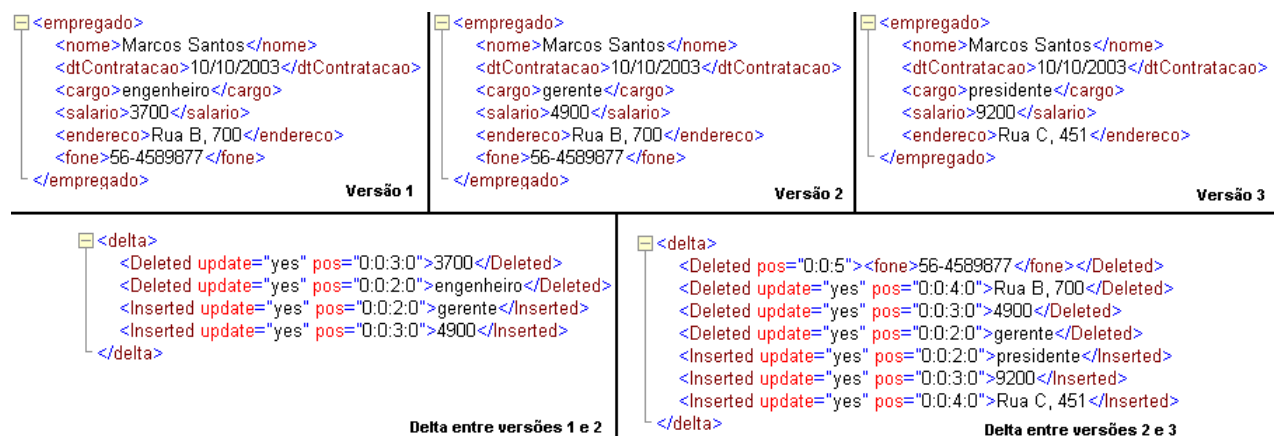 <empregado>
<nome>Marcos Santos</nome>
<dtContratacao>10/10/2003</dtContratacao>
<cargo>engenheiro</cargo>
<salario>3700</salario>
<endereco>Rua B, 700</endereco>
<fone>56-4589877</fone>
</empregado>
Versão 1
<empregado>
<nome>Marcos Santos</nome>
<dtContratacao>10/10/2003</dtContratacao>
<cargo>gerente</cargo>
<salario>4900</salario>
<endereco>Rua B, 700</endereco>
<fone>56-4589877</fone>
</empregado>
Versão 2
<empregado>
<nome>Marcos Santos</nome>
<dtContratacao>10/10/2003</dtContratacao>
<cargo>presidente</cargo>
<salario>9200</salario>
<endereco>Rua C, 451</endereco>
</empregado>
Versão 3
<delta>
<Deleted update="yes" pos="0:0:3:0">3700</Deleted>
<Deleted update="yes" pos="0:0:2:0">engenheiro</Deleted>
<Inserted update="yes" pos="0:0:2:0">gerente</Inserted>
<Inserted update="yes" pos="0:0:3:0">4900</Inserted>
</delta>
Delta entre versões 1 e 2
<delta>
<Deleted pos="0:0:5"><fone>56-4589877</fone></Deleted>
<Deleted update="yes" pos="0:0:4:0">Rua B, 700</Deleted>
<Deleted update="yes" pos="0:0:3:0">4900</Deleted>
<Deleted update="yes" pos="0:0:2:0">gerente</Deleted>
<Inserted update="yes" pos="0:0:2:0">presidente</Inserted>
<Inserted update="yes" pos="0:0:3:0">9200</Inserted>
<Inserted update="yes" pos="0:0:4:0">Rua C, 451</Inserted>
</delta>
Delta entre versões 2 e 3